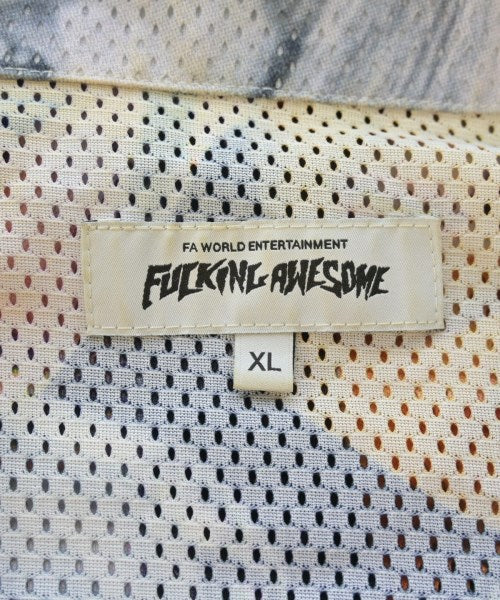 FA WORLD ENTERTAINMENT
FUCKING AWESOME
XL